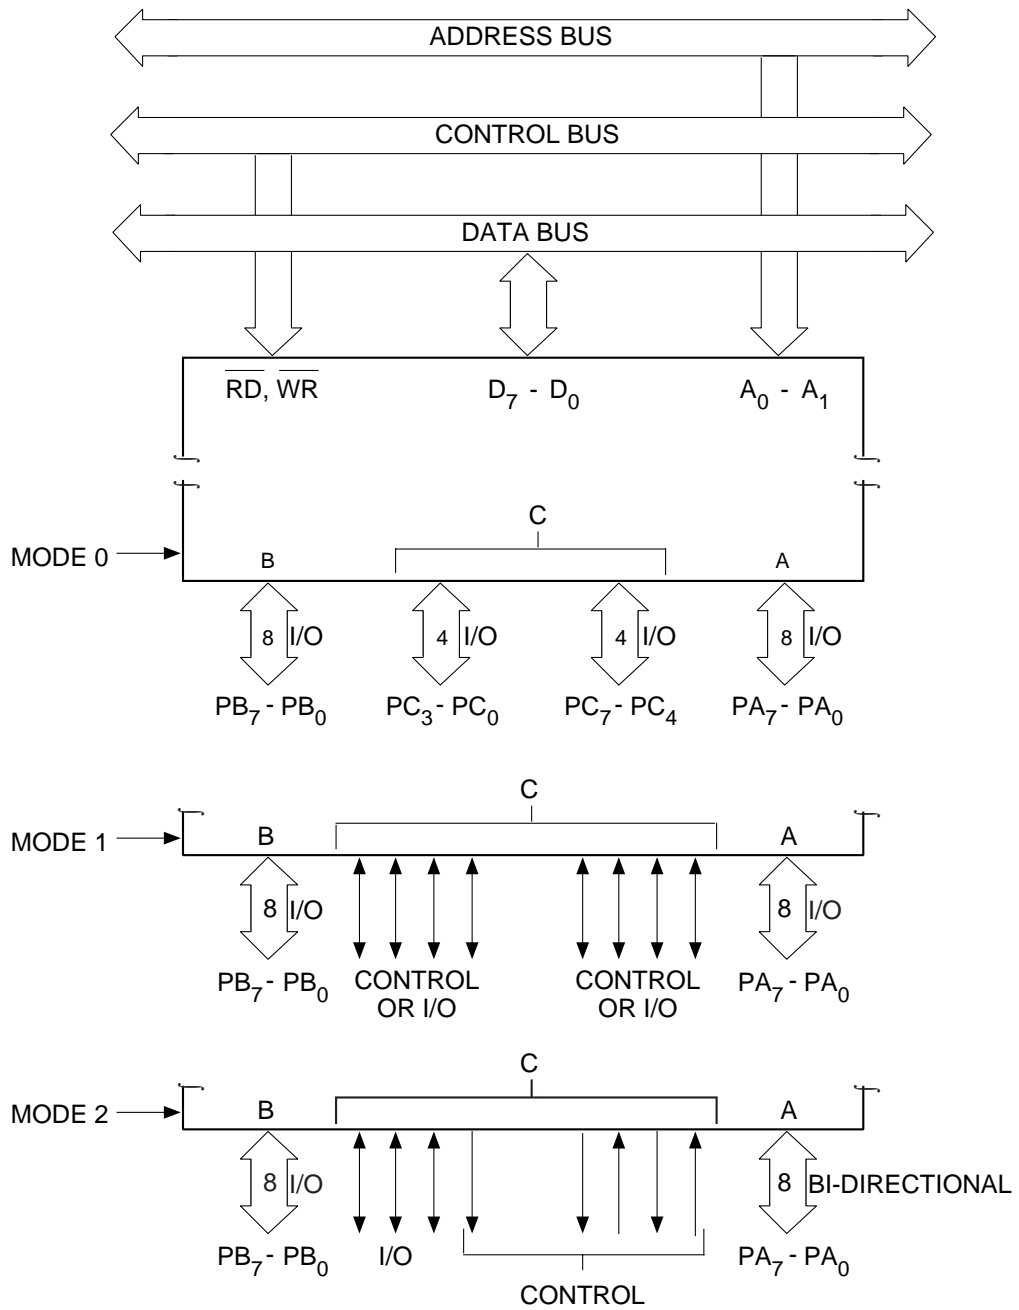 ADDRESS BUS
CONTROL BUS
DATA BUS
RD, WR
D7 - D0
A0 - A1
C
MODE 0
B
A
8 I/O
4 I/O
4 I/O
8 I/O
PB7 - PB0
PC3 - PC0
PC7 - PC4
PA7 - PA0
C
MODE 1
B
A
8 I/O
8 I/O
PB7 - PB0
CONTROL
OR I/O
CONTROL
OR I/O
PA7 - PA0
C
MODE 2
B
A
8 I/O
8 BI-DIRECTIONAL
PB7 - PB0
I/O
PA7 - PA0
CONTROL